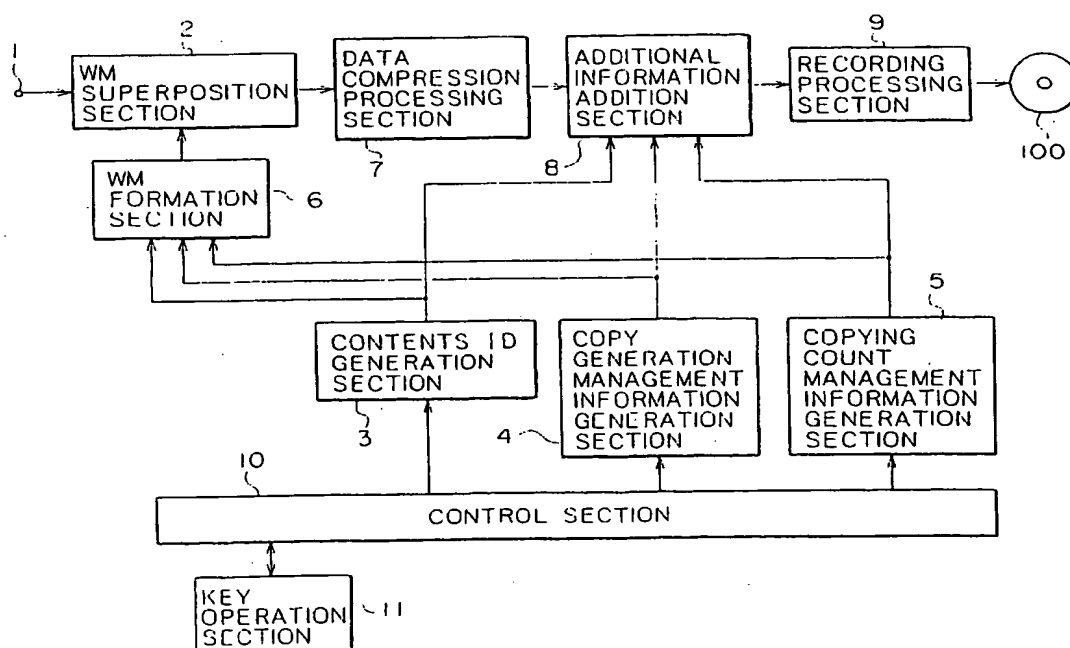 1
2
WM
SUPERPOSITION
SECTION
DATA
COMPRESSION
PROCESSING
SECTION
7
ADDITIONAL
INFORMATION
ADDITION
SECTION
8
9
RECORDING
PROCESSING
SECTION
100
WM
FORMATION
SECTION
6
CONTENTS ID
GENERATION
SECTION
3
COPY
GENERATION
MANAGEMENT
INFORMATION
GENERATION
SECTION
4
5
COPYING
COUNT
MANAGEMENT
INFORMATION
GENERATION
SECTION
10
CONTROL SECTION
KEY
OPERATION
SECTION
11